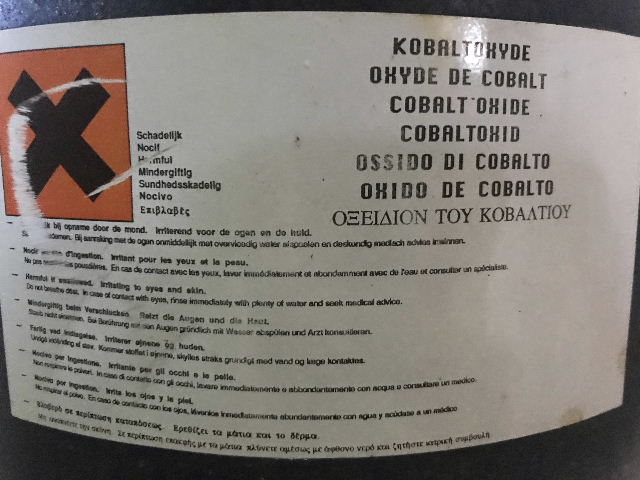 KOBALTOXYDE
OXYDE DE COBALT
COBALT OXIDE
COBALTOXID
OSSIDO DI COBALTO
OXIDO DE COBALTO
ΟΞΕΙΔΙΟΝ ΤΟΥ ΚΟΒΑΛΤΙΟΥ
Schadelijk
Nocif
Harmful
Mindergiftig
Sundhedsskadelig
Nocivo
Επιβλαβές
- bij opname door de mond. Irriterend voor de ogen en de huid.
Bij aanraking met de ogen onmiddellijk met overvloedig water afspoelen en deskundig medisch advies inwinnen.
- Nocif d'ingestion. Irritant pour les yeux et la peau.
Ne pas poussières. En cas de contact avec les yeux, laver immédiatement et abondamment avec de l'eau et consulter un spécialiste.
- Harmful if swallowed. Irritating to eyes and skin.
Do not breathe dust. In case of contact with eyes, rinse immediately with plenty of water and seek medical advice.
- Mindergiftig beim Verschlucken. Reizt die Augen und die Haut.
Staub nicht einatmen. Bei Berührung mit den Augen gründlich mit Wasser abspülen und Arzt konsultieren.
- Farlig ved indtagelse. Irriterer øjnene og huden.
Undgå indånding af støv. Kommer stoffet i øjnene, skylles straks grundigt med vand og læge kontaktes.
- Nocivo per ingestione. Irritante per gli occhi e la pelle.
Non respirare le polveri. In caso di contatto con gli occhi, lavare immediatamente e abbondantemente con acqua e consultare un medico.
- Nocivo por ingestion. Irrita los ojos y la piel.
No respirar el polvo. En caso de contacto con los ojos, lávenlos inmediatamente abundantemente con agua y acúdase a un médico
- Βλαβερό σε περίπτωση καταπόσεως. Ερεθίζει τα μάτια και το δέρμα.
Μη αναπνέετε την σκόνη. Σε περίπτωση επαφής με τα μάτια πλύνετε αμέσως με άφθονο νερό και ζητήστε ιατρική συμβουλή